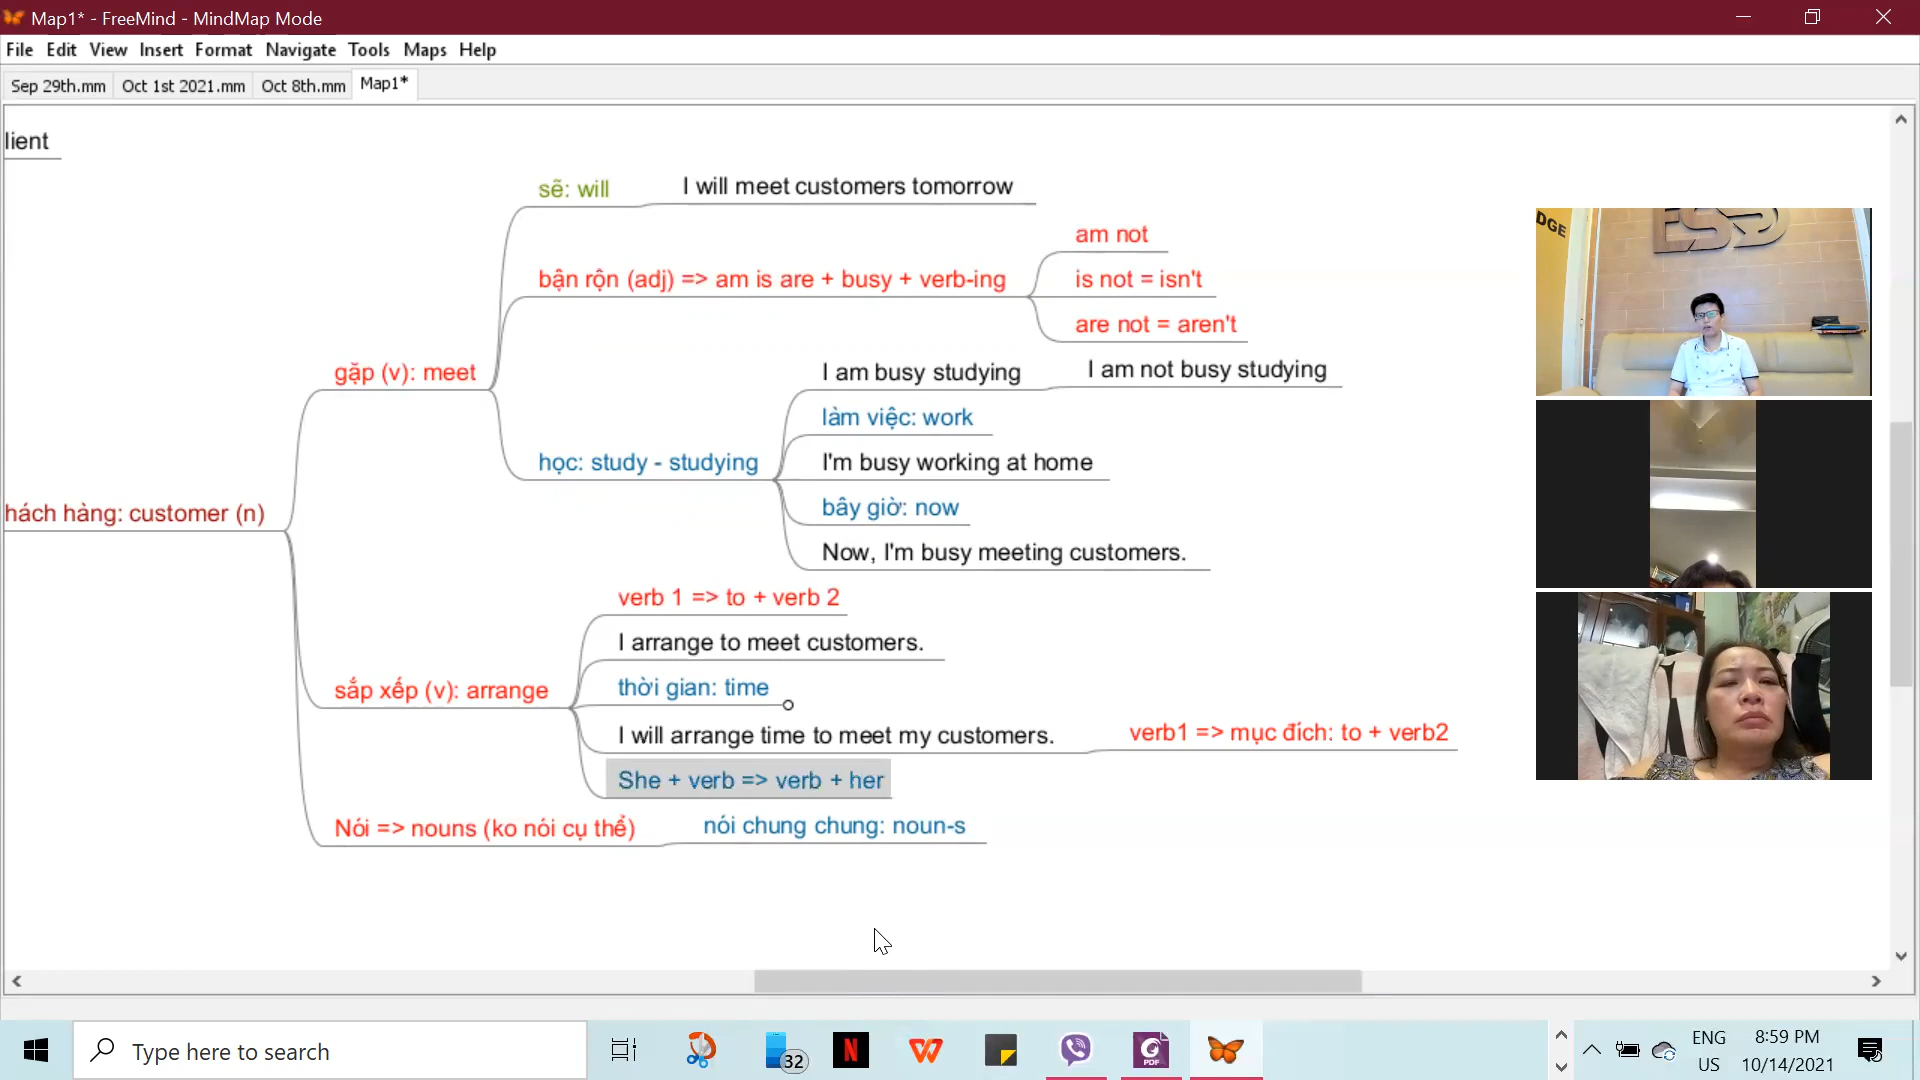 Map1* - FreeMind - MindMap Mode
File Edit View Insert Format Navigate Tools Maps Help
Sep 29th.mm Oct 1st 2021.mm Oct 8th.mm Map1*
lient
sẽ: will
I will meet customers tomorrow
am not
bận rộn (adj) => am is are + busy + verb-ing
is not = isn't
are not = aren't
gặp (v): meet
I am busy studying
I am not busy studying
làm việc: work
học: study - studying
I'm busy working at home
bây giờ: now
hách hàng: customer (n)
Now, I'm busy meeting customers.
verb 1 => to + verb 2
I arrange to meet customers.
sắp xếp (v): arrange
thời gian: time
I will arrange time to meet my customers.
verb1 => mục đích: to + verb2
She + verb => verb + her
Nói => nouns (ko nói cụ thể)
nói chung chung: noun-s
DGE
ESD
Type here to search
32
N
W
PDF
ENG
US
8:59 PM
10/14/2021